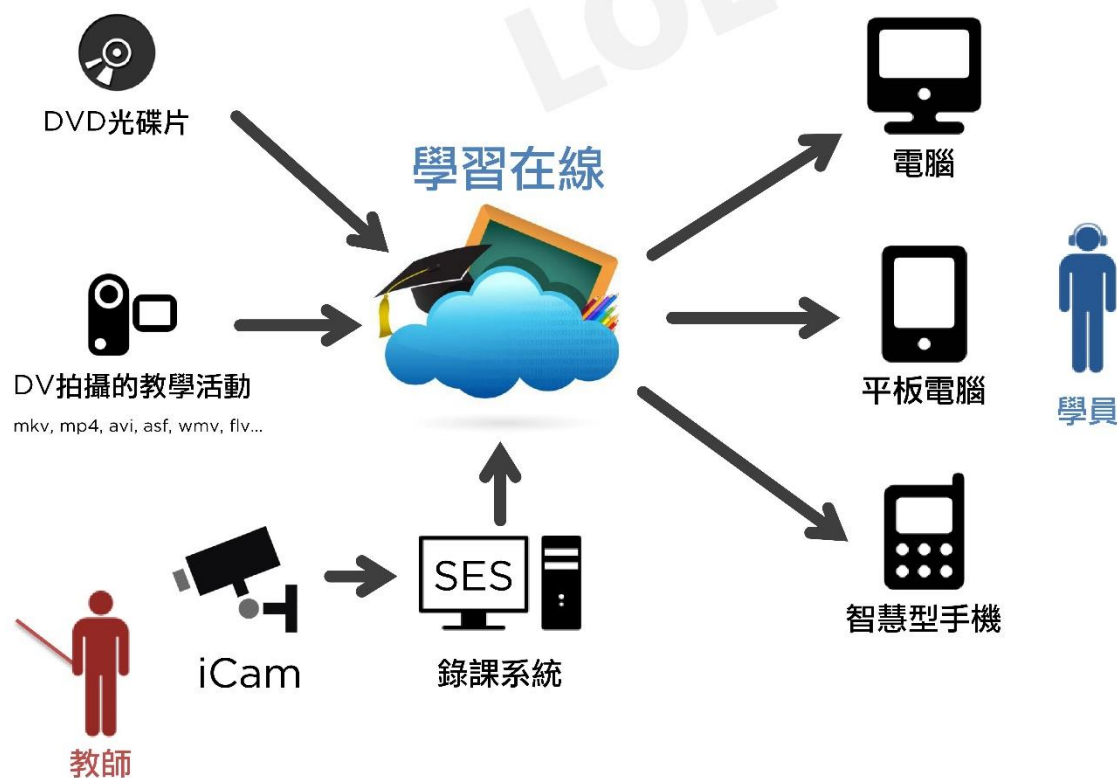 DVD光碟片
學習在線
電腦
DV拍攝的教學活動
mkv, mp4, avi, asf, wmv, flv...
平板電腦
學員
SES
iCam
錄課系統
智慧型手機
教師